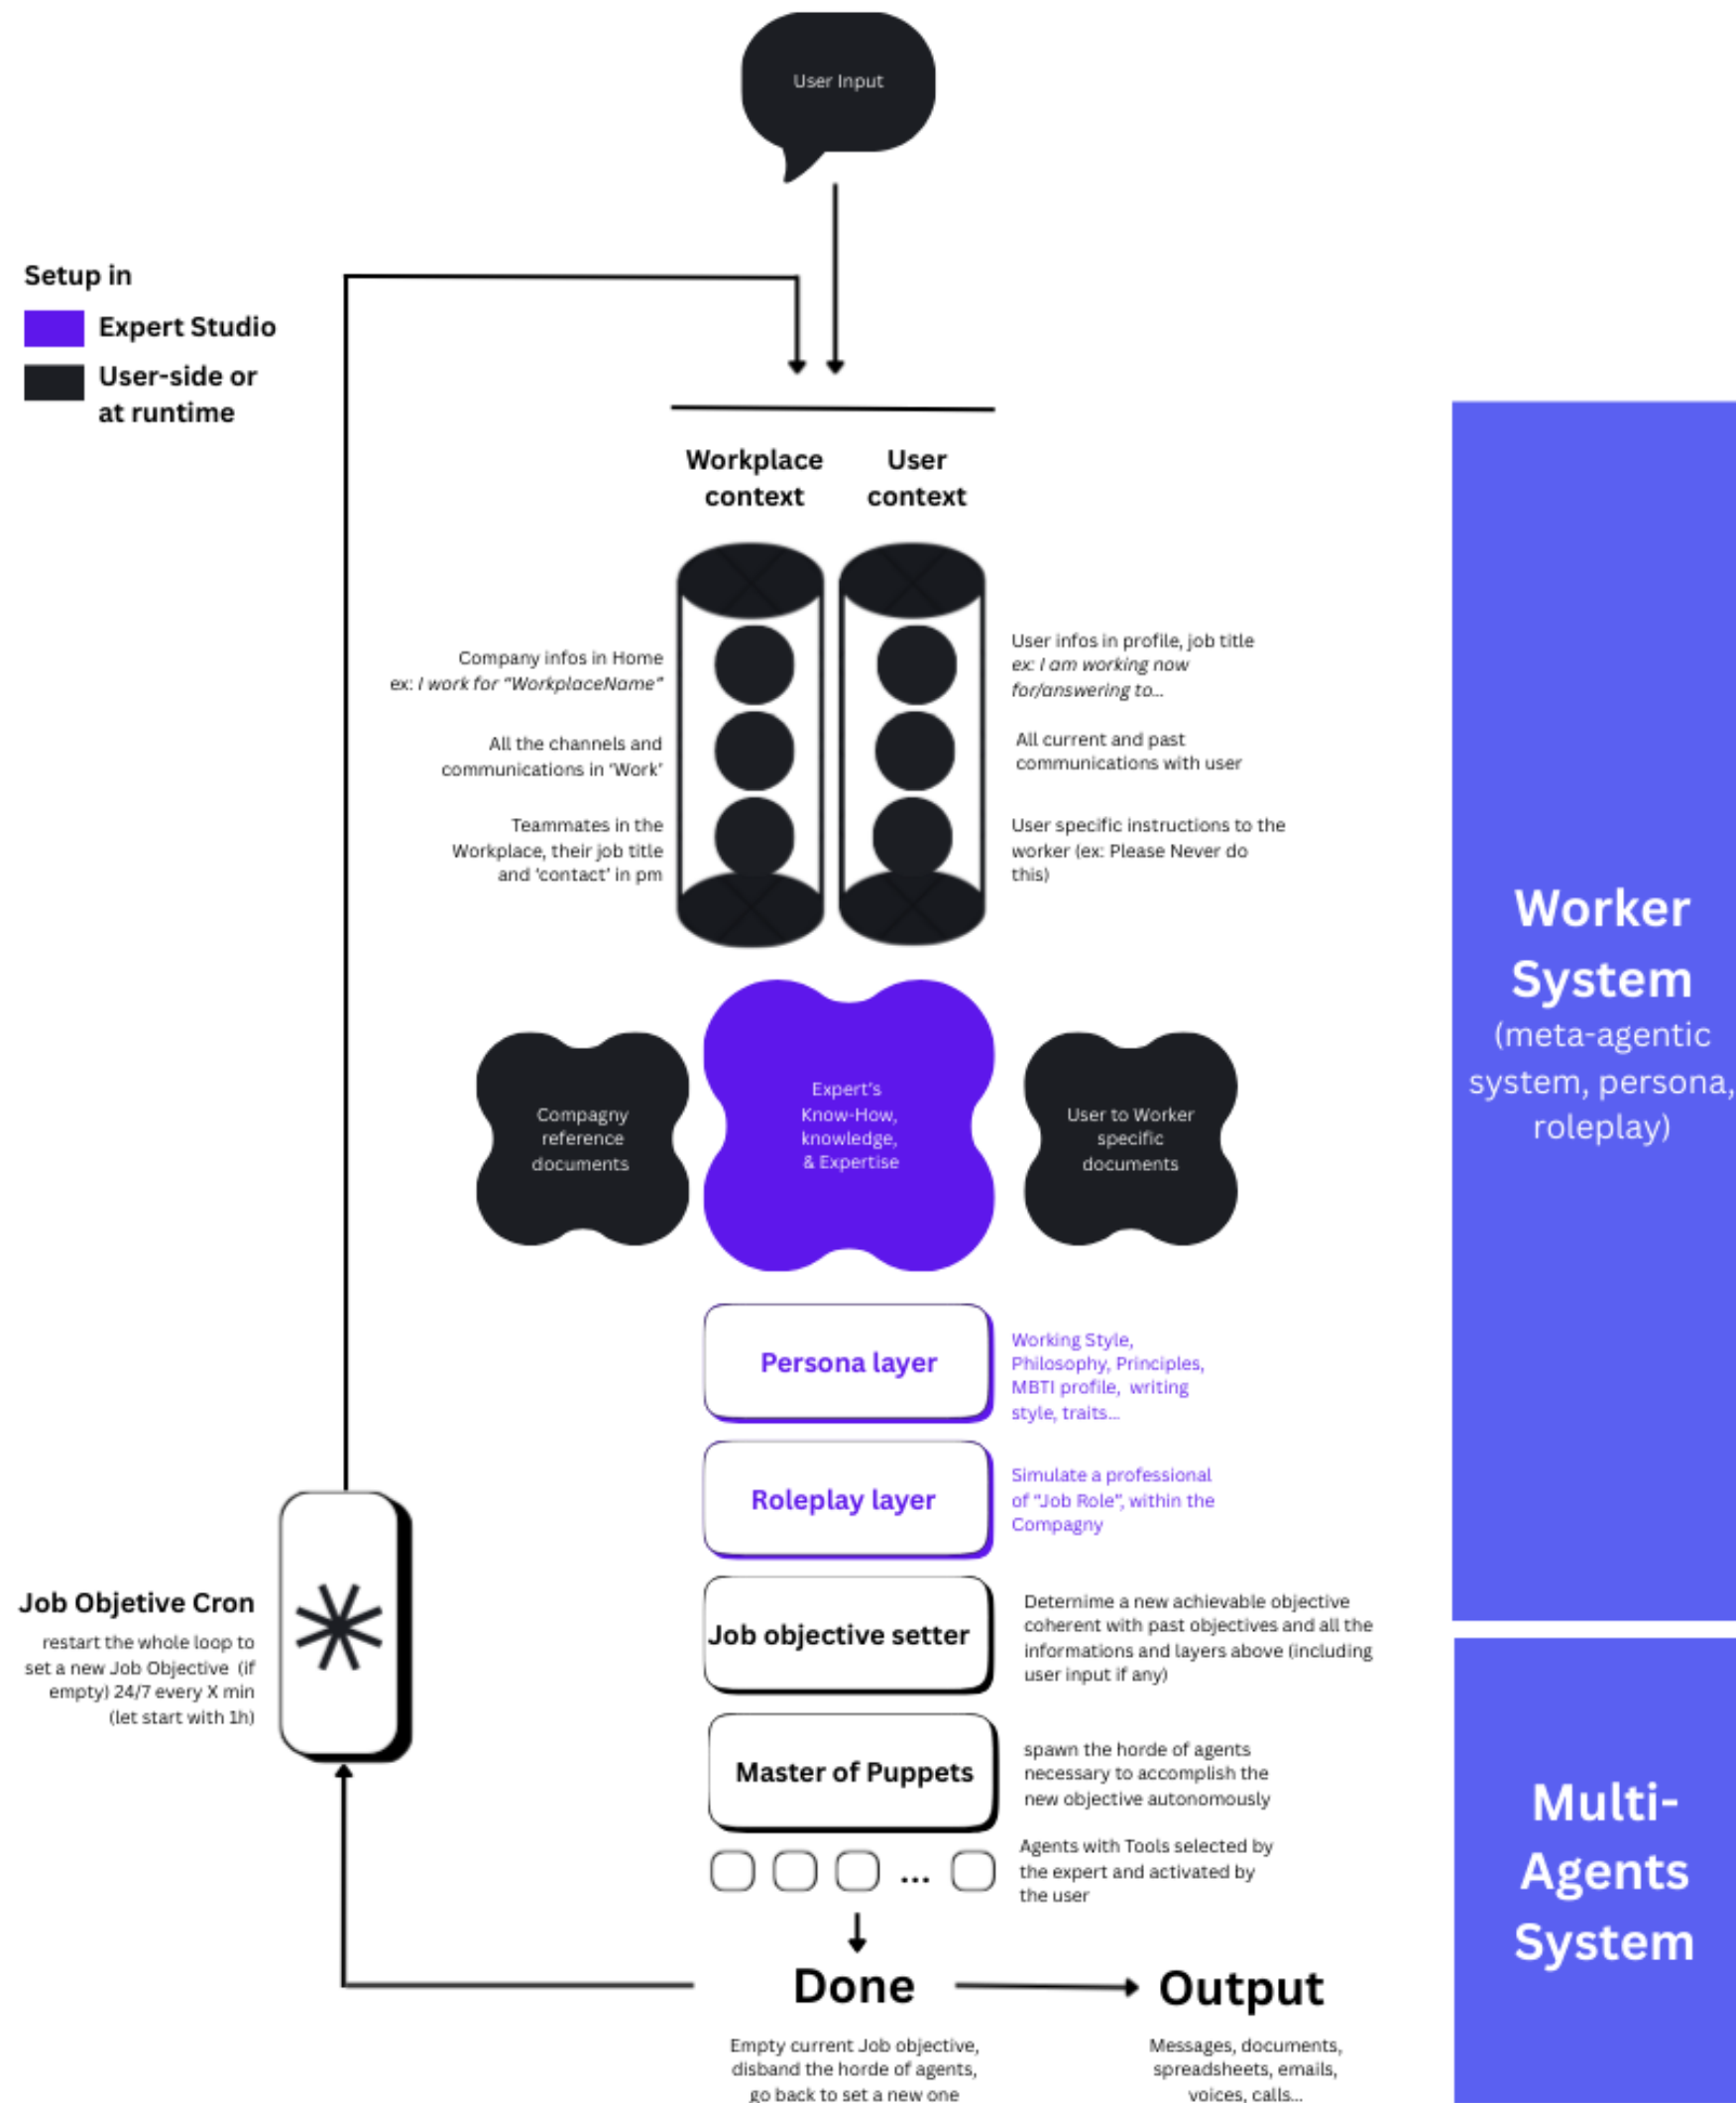 User Input
Setup in
Expert Studio
User-side or
at runtime
Workplace
context
User
context
Company infos in Home
ex: I work for “WorkplaceName”
All the channels and
communications in ‘Work’
Teammates in the
Workplace, their job title
and ‘contact’ in pm
User infos in profile, job title
ex: I am working now
for/answering to...
All current and past
communications with user
User specific instructions to the
worker (ex: Please Never do
this)
Worker
System
(meta-agentic
system, persona,
roleplay)
Compagny
reference
documents
Expert’s
Know-How,
knowledge,
& Expertise
User to Worker
specific
documents
Persona layer
Working Style,
Philosophy, Principles,
MBTI profile, writing
style, traits...
Roleplay layer
Simulate a professional
of “Job Role”, within the
Compagny
Job Objetive Cron
restart the whole loop to
set a new Job Objective (if
empty) 24/7 every X min
(let start with 1h)
Job objective setter
Deternime a new achievable objective
coherent with past objectives and all the
informations and layers above (including
user input if any)
Master of Puppets
spawn the horde of agents
necessary to accomplish the
new objective autonomously
...
Agents with Tools selected by
the expert and activated by
the user
Multi-
Agents
System
Done
Empty current Job objective,
disband the horde of agents,
go back to set a new one
Output
Messages, documents,
spreadsheets, emails,
voices, calls...